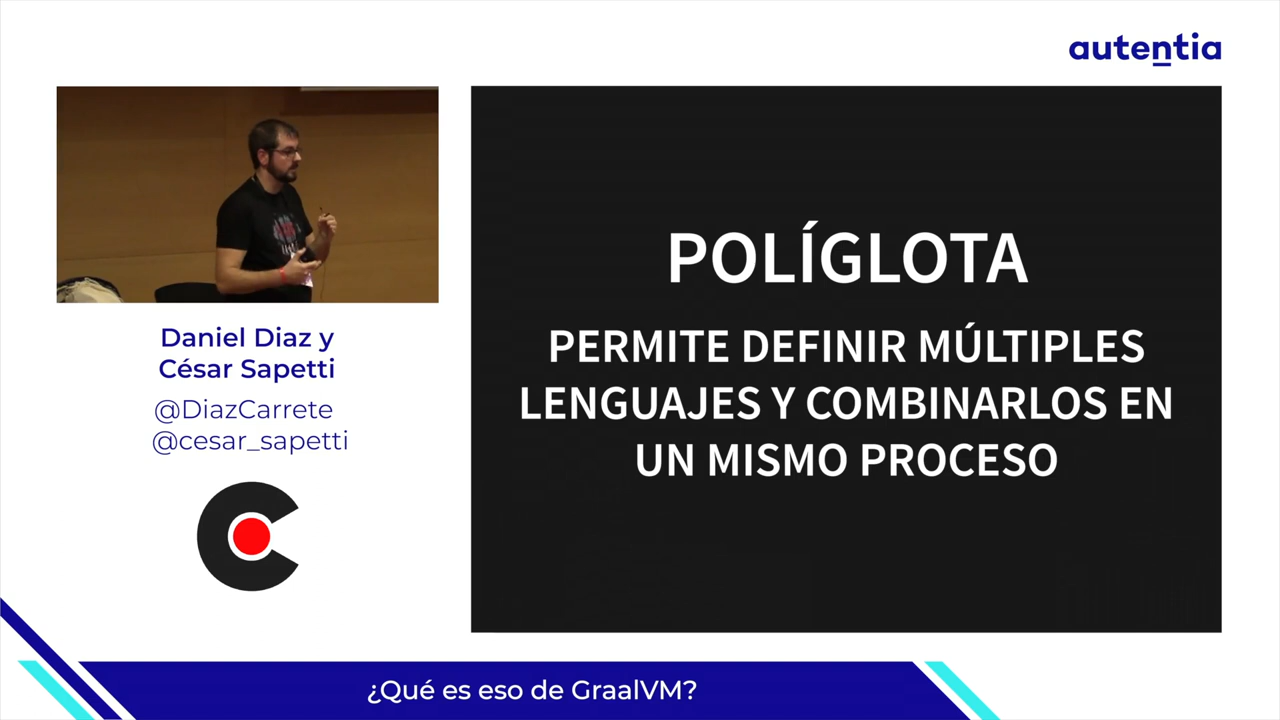 autentia
Daniel Diaz y
César Sapetti
@DiazCarrete
@cesar_sapetti
POLÍGLOTA
PERMITE DEFINIR MÚLTIPLES
LENGUAJES Y COMBINARLOS EN
UN MISMO PROCESO
¿Qué es eso de GraalVM?